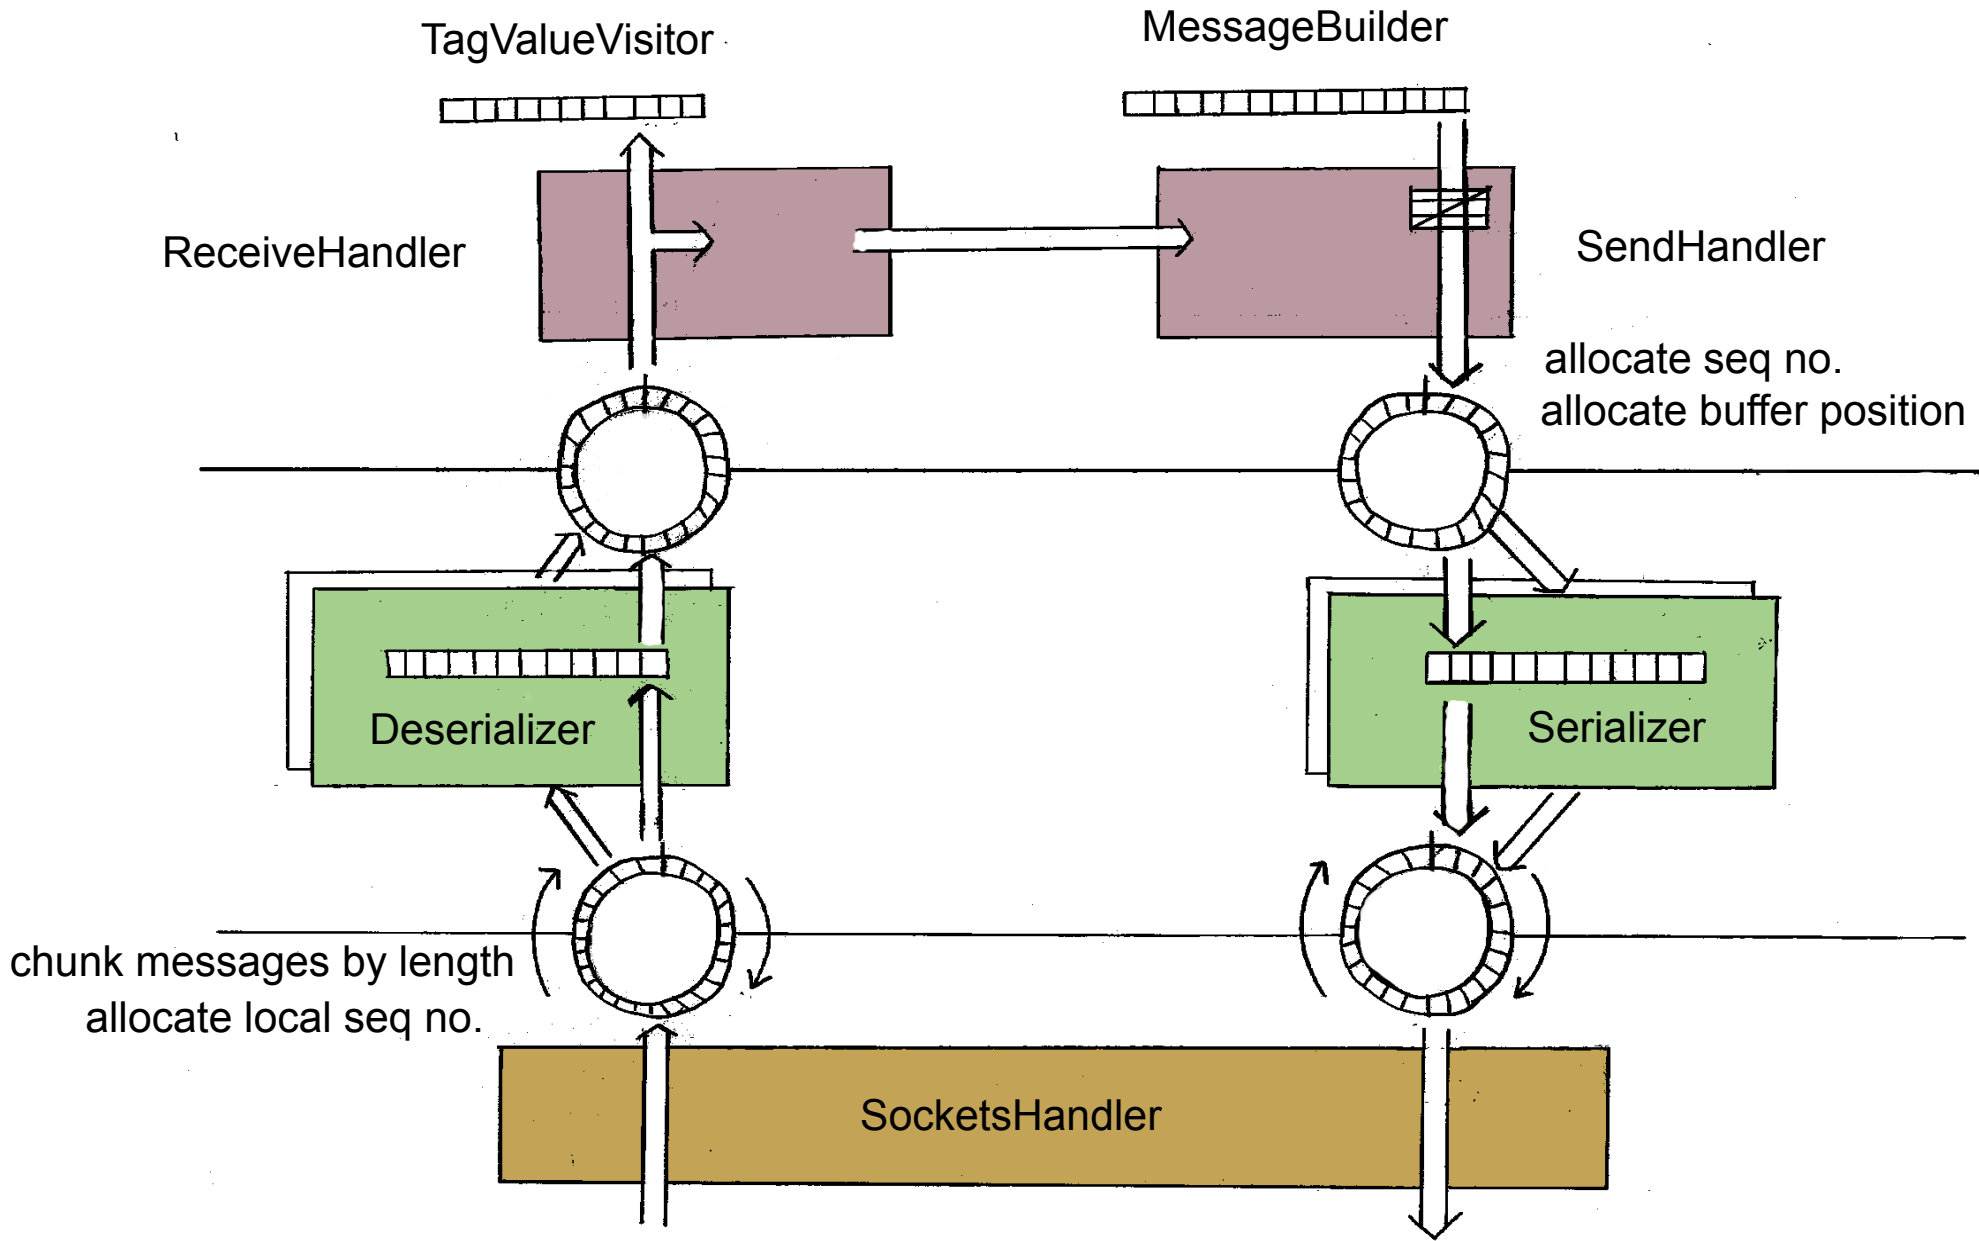 TagValueVisitor
MessageBuilder
ReceiveHandler
SendHandler
allocate seq no.
allocate buffer position
Deserializer
Serializer
chunk messages by length
allocate local seq no.
SocketsHandler